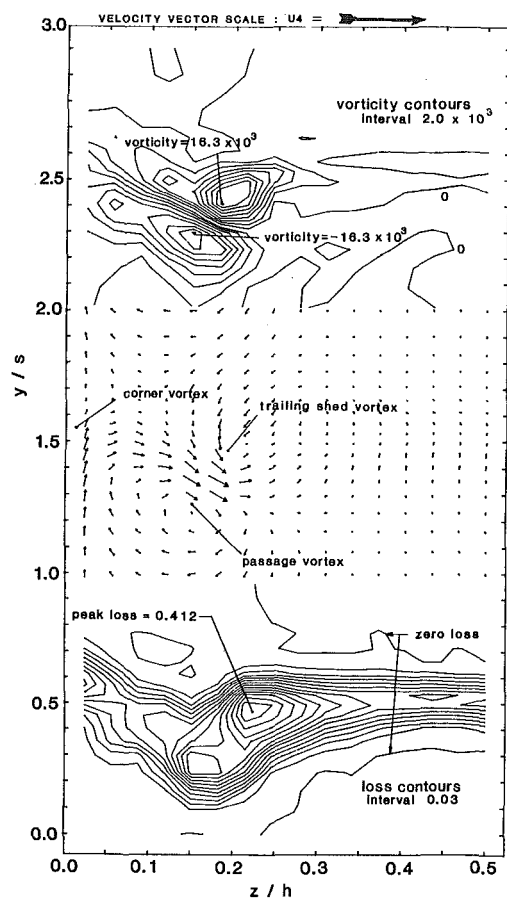 VELOCITY VECTOR SCALE : U4 =
3.0
vorticity contours
interval 2.0 x 10³
vorticity=16.3 x 10³
2.5
0
vorticity=-16.3 x 10³
0
2.0
y / s
corner vortex
trailing shed vortex
1.5
passage vortex
1.0
peak loss = 0.412
zero loss
0.5
loss contours
interval 0.03
0.0
0.0 0.1 0.2 0.3 0.4 0.5
z / h